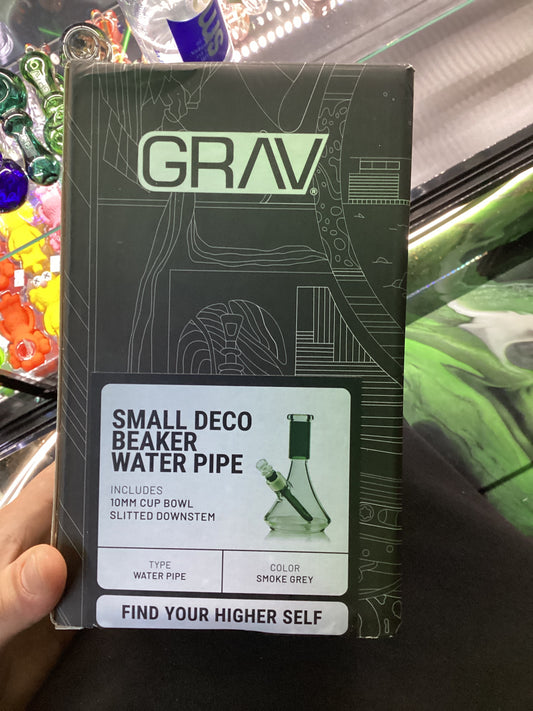 GRAV®
SMALL DECO
BEAKER
WATER PIPE
INCLUDES
10MM CUP BOWL
SLITTED DOWNSTEM
TYPE
WATER PIPE
COLOR
SMOKE GREY
FIND YOUR HIGHER SELF